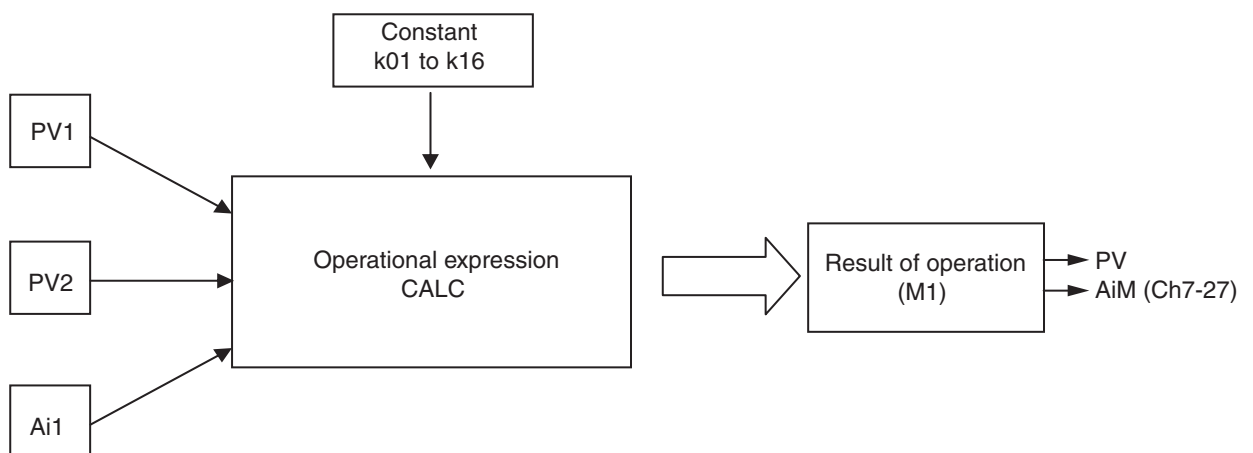 Constant
k01 to k16
PV1
PV2
Ai1
Operational expression
CALC
Result of operation
(M1)
PV
AiM (Ch7-27)